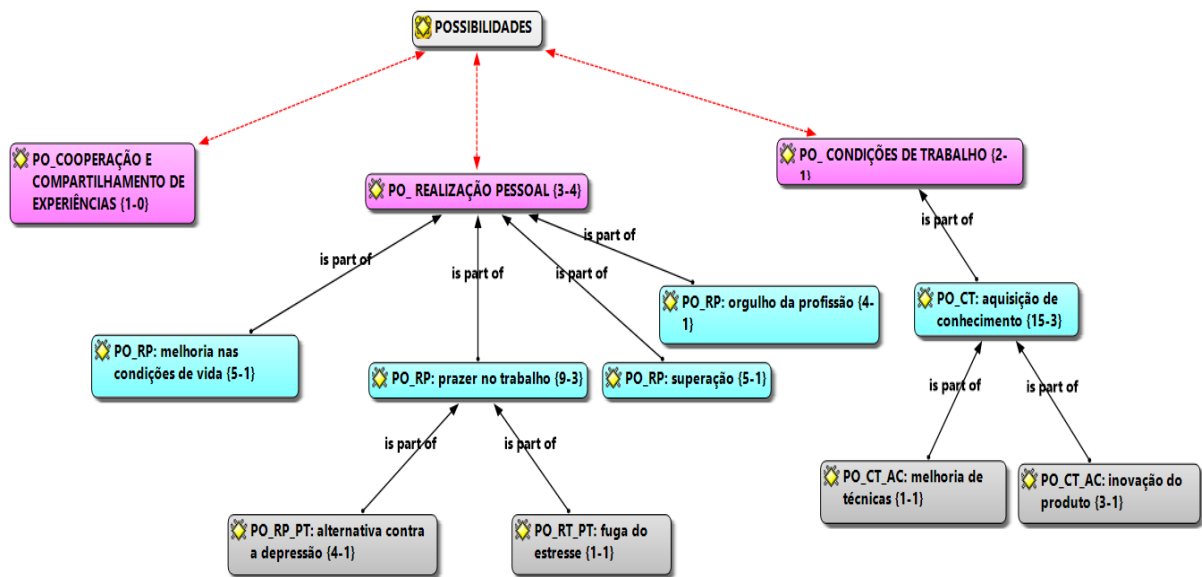 POSSIBILIDADES
PO_COOPERAÇÃO E
COMPARTILHAMENTO DE
EXPERIÊNCIAS {1-0}
PO_ REALIZAÇÃO PESSOAL {3-4}
PO_ CONDIÇÕES DE TRABALHO {2-
1}
is part of
is part of
is part of
is part of
is part of
PO_RP: melhoria nas
condições de vida {5-1}
PO_RP: prazer no trabalho {9-3}
PO_RP: superação {5-1}
PO_RP: orgulho da profissão {4-
1}
PO_CT: aquisição de
conhecimento {15-3}
is part of
is part of
is part of
is part of
PO_RP_PT: alternativa contra
a depressão {4-1}
PO_RT_PT: fuga do
estresse {1-1}
PO_CT_AC: melhoria de
técnicas {1-1}
PO_CT_AC: inovação do
produto {3-1}